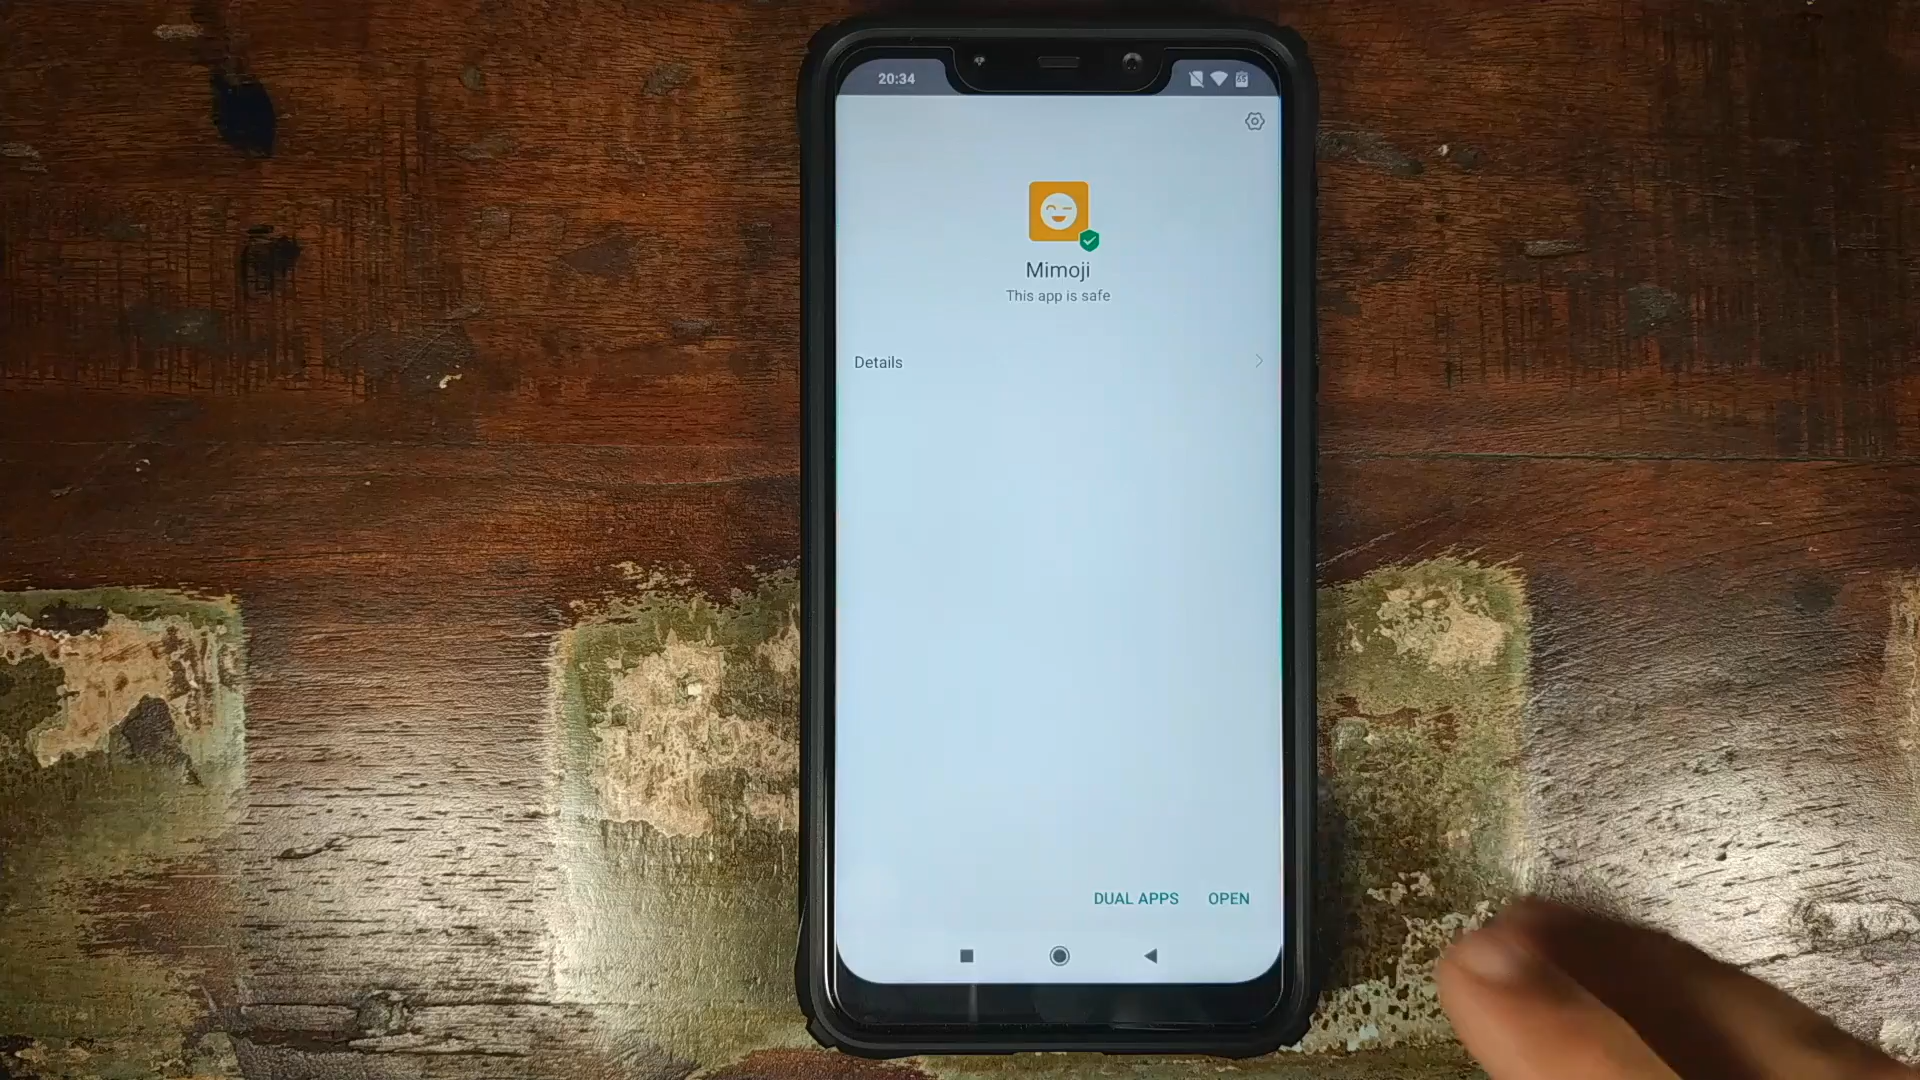 20:34
Mimoji
This app is safe
Details
DUAL APPS OPEN